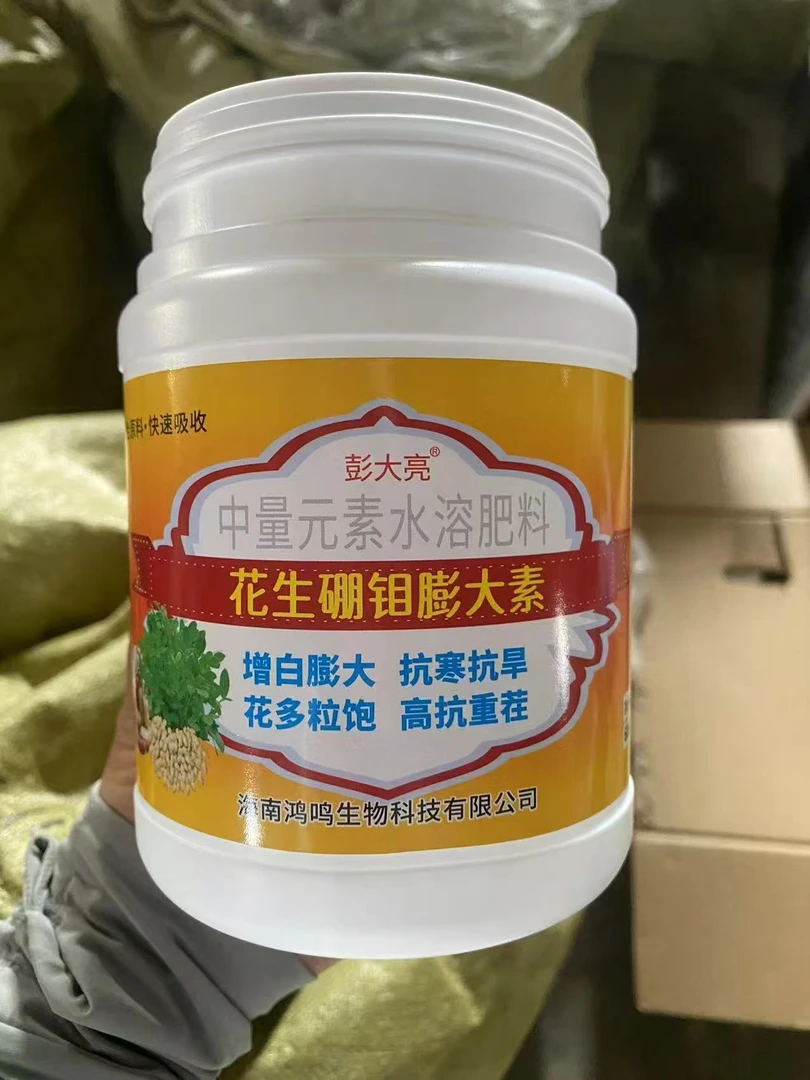 原料·快速吸收
彭大亮®
中量元素水溶肥料
花生硼钼膨大素
增白膨大 抗寒抗旱
花多粒饱 高抗重茬
海南鸿鸣生物科技有限公司